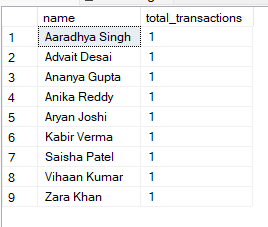 name total_transactions
1 Aaradhya Singh 1
2 Advait Desai 1
3 Ananya Gupta 1
4 Anika Reddy 1
5 Aryan Joshi 1
6 Kabir Verma 1
7 Saisha Patel 1
8 Vihaan Kumar 1
9 Zara Khan 1